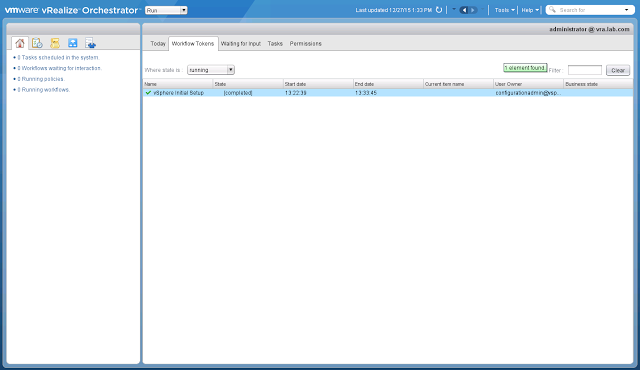 vmware vRealize Orchestrator
Run
Last updated 12/27/15 1:33 PM
Tools
Help
Search for
administrator @ vra.lab.com
0 Tasks scheduled in the system.
0 Workflows waiting for interaction.
0 Running policies.
0 Running workflows.
Today
Workflow Tokens
Waiting for Input
Tasks
Permissions
Where state is
running
1 element found
Filter:
Clear
Name
State
Start date
End date
Current item name
User Owner
Business state
vSphere Initial Setup
[completed]
13:22:39
13:33:45
configurationadmin@vsp...